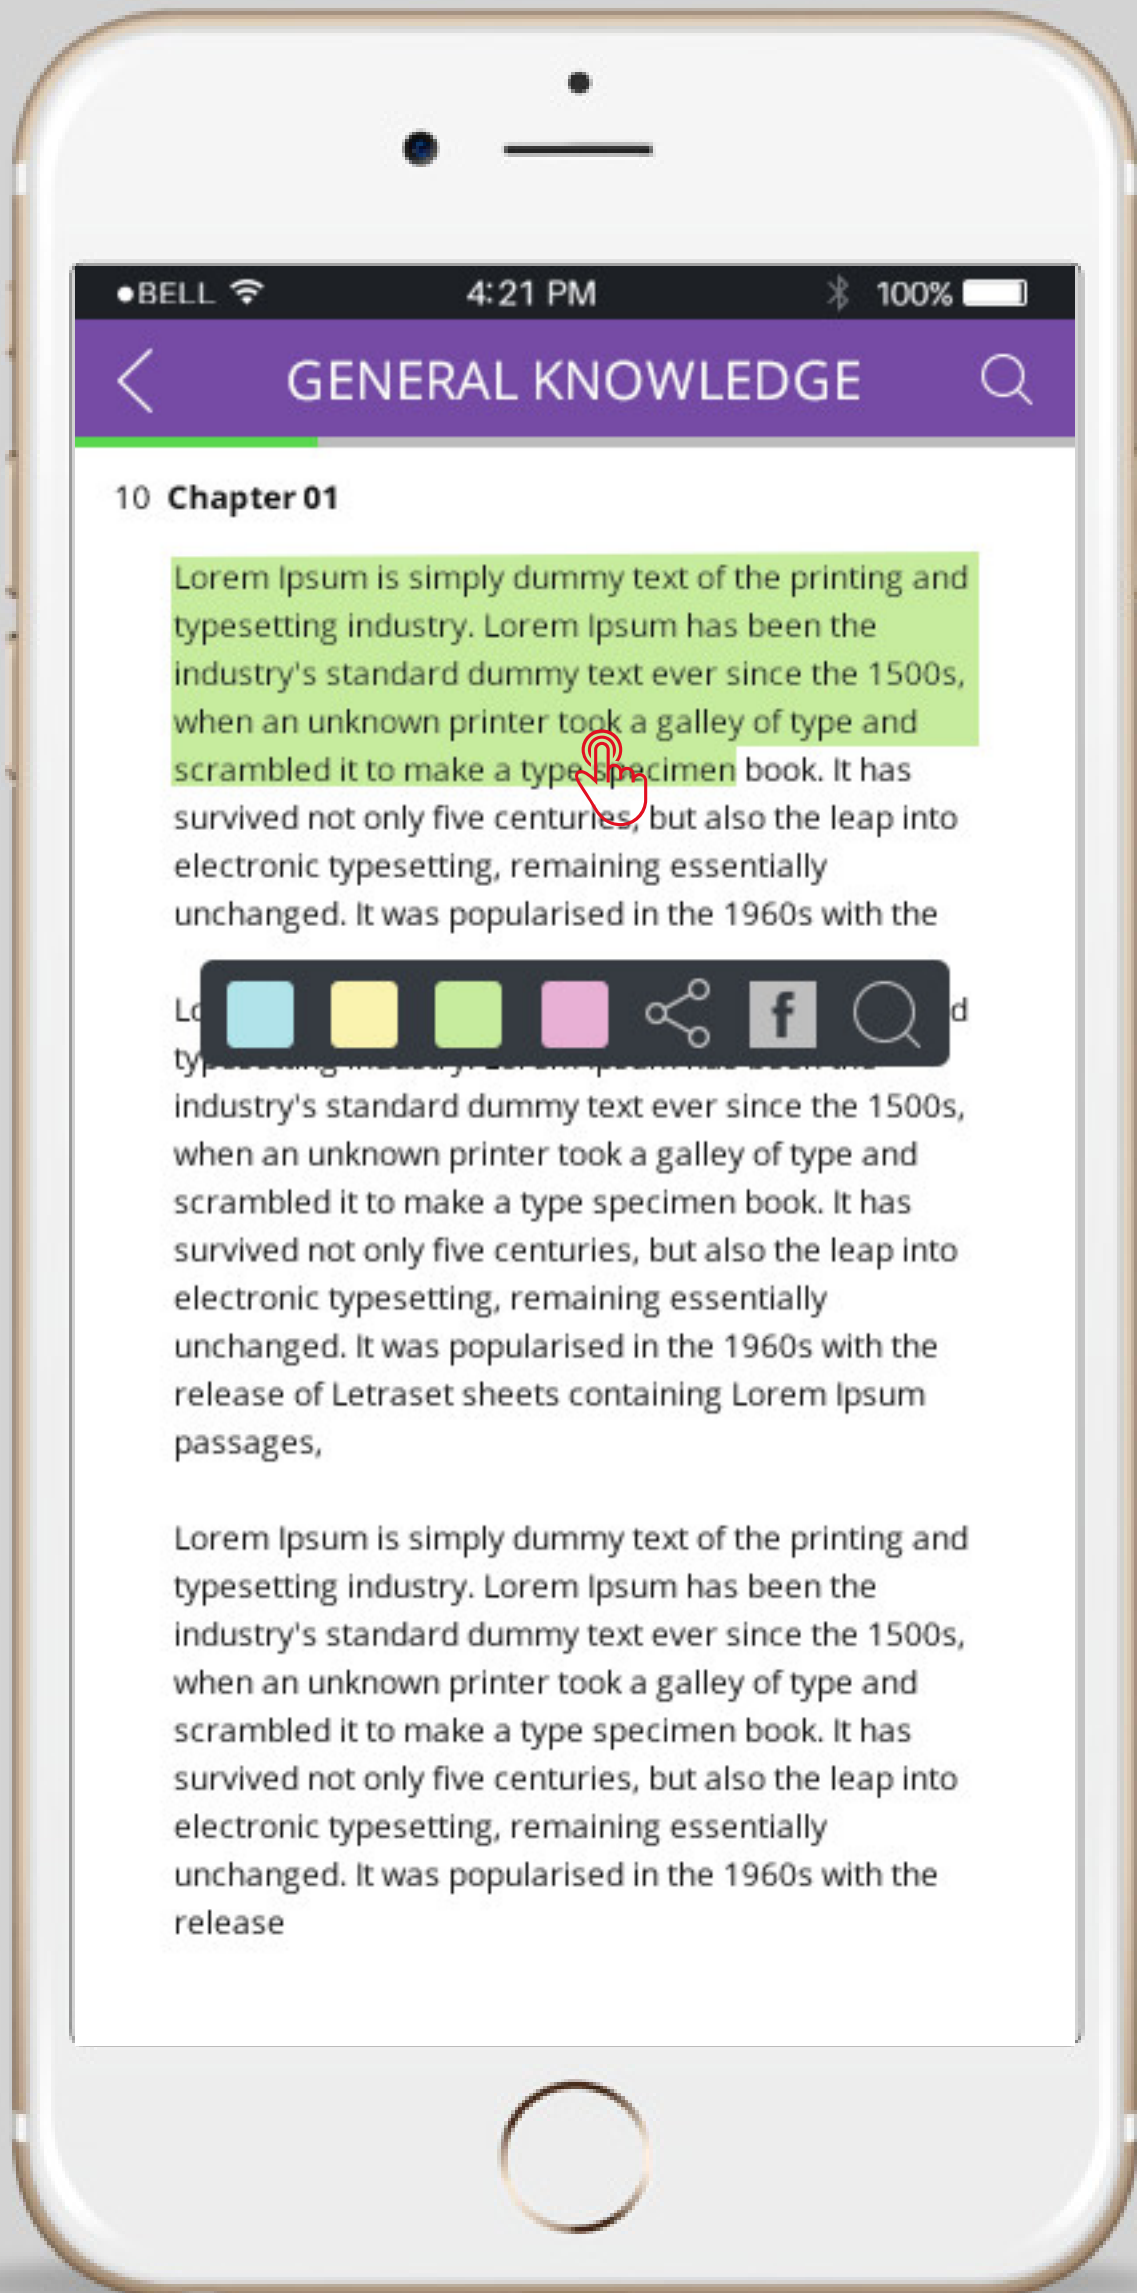 BELL 4:21 PM 100%
GENERAL KNOWLEDGE
10 Chapter 01
Lorem Ipsum is simply dummy text of the printing and
typesetting industry. Lorem Ipsum has been the
industry's standard dummy text ever since the 1500s,
when an unknown printer took a galley of type and
scrambled it to make a type specimen book. It has
survived not only five centuries, but also the leap into
electronic typesetting, remaining essentially
unchanged. It was popularised in the 1960s with the
f
industry's standard dummy text ever since the 1500s,
when an unknown printer took a galley of type and
scrambled it to make a type specimen book. It has
survived not only five centuries, but also the leap into
electronic typesetting, remaining essentially
unchanged. It was popularised in the 1960s with the
release of Letraset sheets containing Lorem Ipsum
passages,
Lorem Ipsum is simply dummy text of the printing and
typesetting industry. Lorem Ipsum has been the
industry's standard dummy text ever since the 1500s,
when an unknown printer took a galley of type and
scrambled it to make a type specimen book. It has
survived not only five centuries, but also the leap into
electronic typesetting, remaining essentially
unchanged. It was popularised in the 1960s with the
release